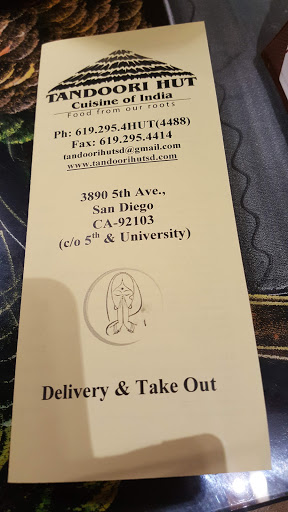 TANDOORI HUT
Cuisine of India
Food from our roots
Ph: 619.295.4HUT(4488)
Fax: 619.295.4414
tandoorihutsd@gmail.com
www.tandoorihutsd.com
3890 5th Ave.,
San Diego
CA-92103
(c/o 5th & University)
Delivery & Take Out